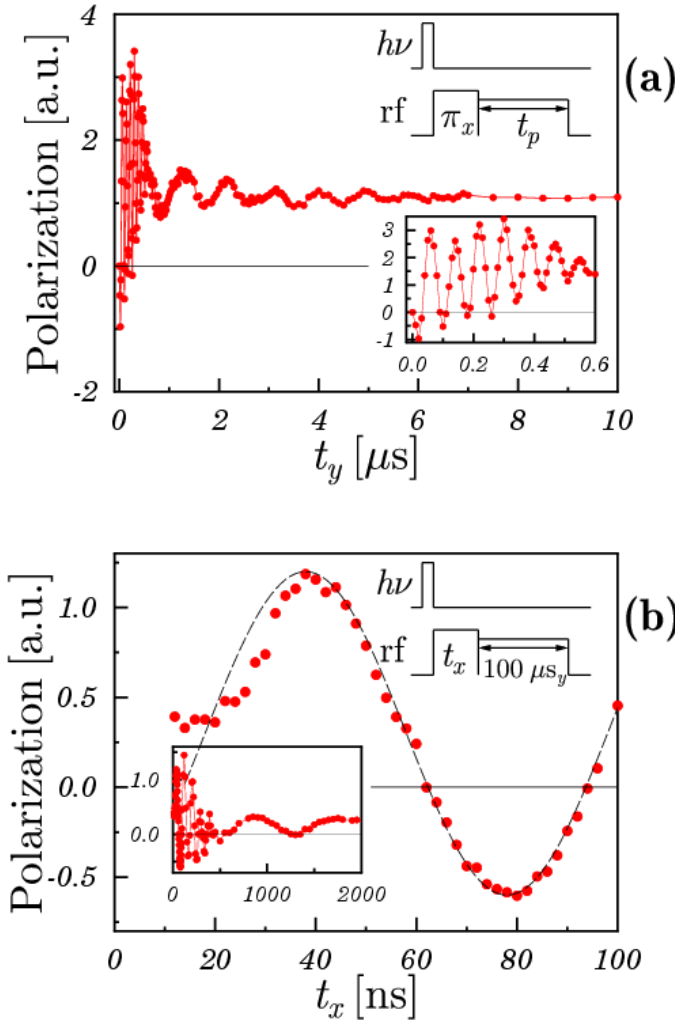 4
2
0
-2
Polarization [a.u.]
hν
rf
π_x
t_p
(a)
3
2
1
0
-1
0.0
0.2
0.4
0.6
0
2
4
6
8
10
t_y [μs]
1.0
0.5
0.0
-0.5
Polarization [a.u.]
hν
rf
t_x
100 μs_y
(b)
1.0
0.0
0
1000
2000
0
20
40
60
80
100
t_x [ns]